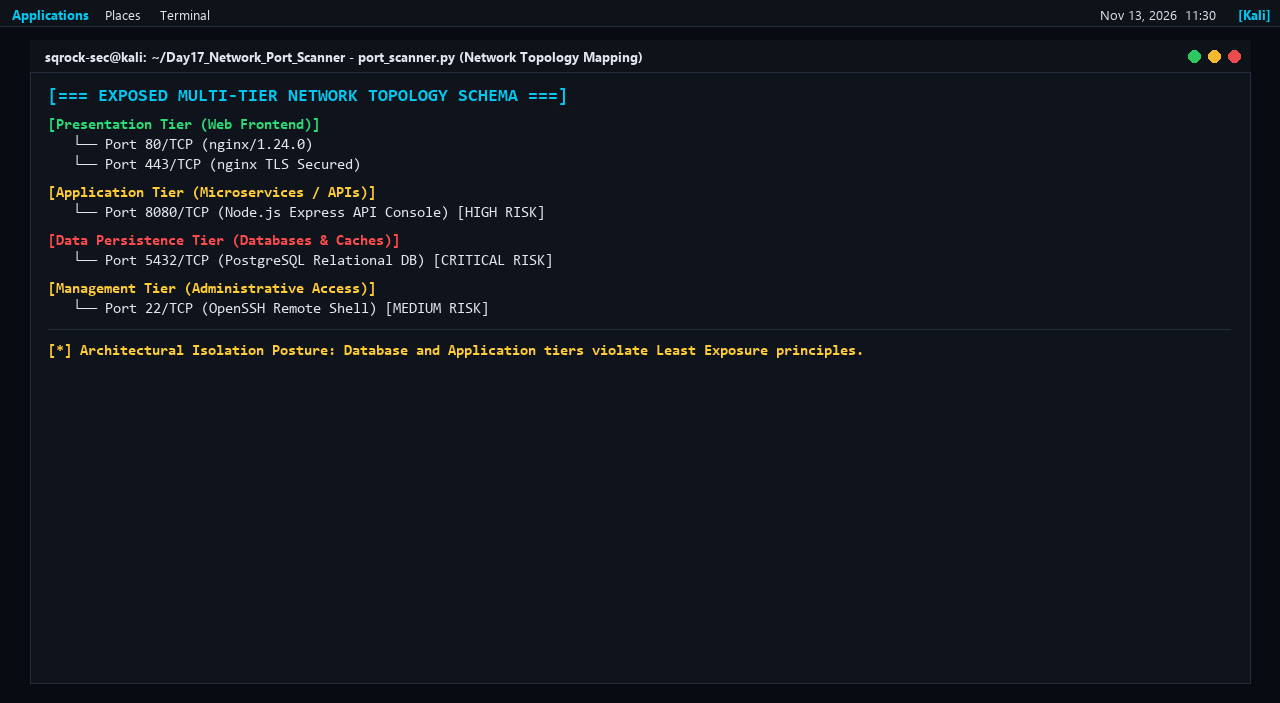 Applications Places Terminal Nov 13, 2026 11:30 [Kali]
sqrock-sec@kali: ~/Day17_Network_Port_Scanner - port_scanner.py (Network Topology Mapping)
[=== EXPOSED MULTI-TIER NETWORK TOPOLOGY SCHEMA ===]
[Presentation Tier (Web Frontend)]
└── Port 80/TCP (nginx/1.24.0)
└── Port 443/TCP (nginx TLS Secured)
[Application Tier (Microservices / APIs)]
└── Port 8080/TCP (Node.js Express API Console) [HIGH RISK]
[Data Persistence Tier (Databases & Caches)]
└── Port 5432/TCP (PostgreSQL Relational DB) [CRITICAL RISK]
[Management Tier (Administrative Access)]
└── Port 22/TCP (OpenSSH Remote Shell) [MEDIUM RISK]
[*] Architectural Isolation Posture: Database and Application tiers violate Least Exposure principles.